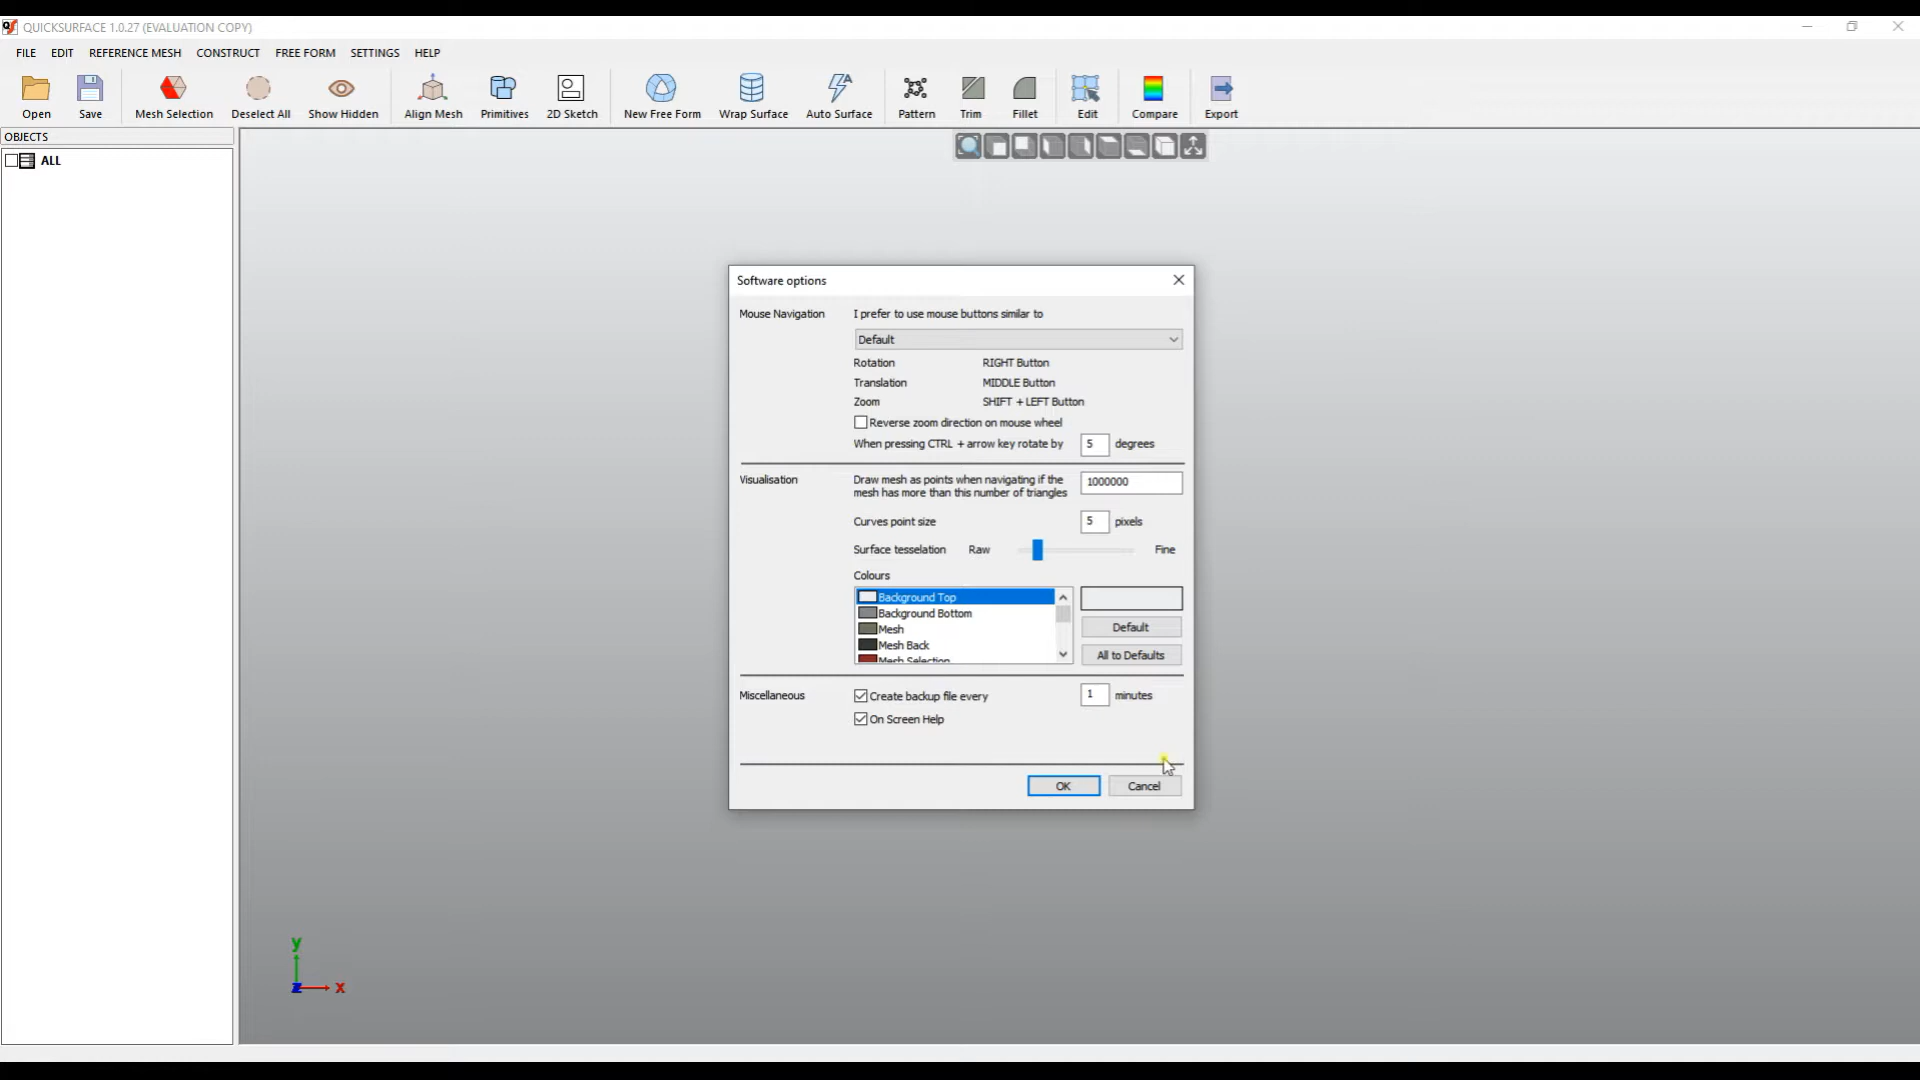 QUICKSURFACE 1.0.27 (EVALUATION COPY)
FILE EDIT REFERENCE MESH CONSTRUCT FREE FORM SETTINGS HELP
Open Save Mesh Selection Deselect All Show Hidden Align Mesh Primitives 2D Sketch New Free Form Wrap Surface Auto Surface Pattern Trim Fillet Edit Compare Export
OBJECTS
ALL
Software options
Mouse Navigation I prefer to use mouse buttons similar to
Default
Rotation RIGHT Button
Translation MIDDLE Button
Zoom SHIFT + LEFT Button
Reverse zoom direction on mouse wheel
When pressing CTRL + arrow key rotate by 5 degrees
Visualisation Draw mesh as points when navigating if the 1000000
mesh has more than this number of triangles
Curves point size 5 pixels
Surface tesselation Raw Fine
Colours
Background Top
Background Bottom
Mesh
Mesh Back
Mesh Selection
Default
All to Defaults
Miscellaneous Create backup file every 1 minutes
On Screen Help
OK Cancel
y
z x